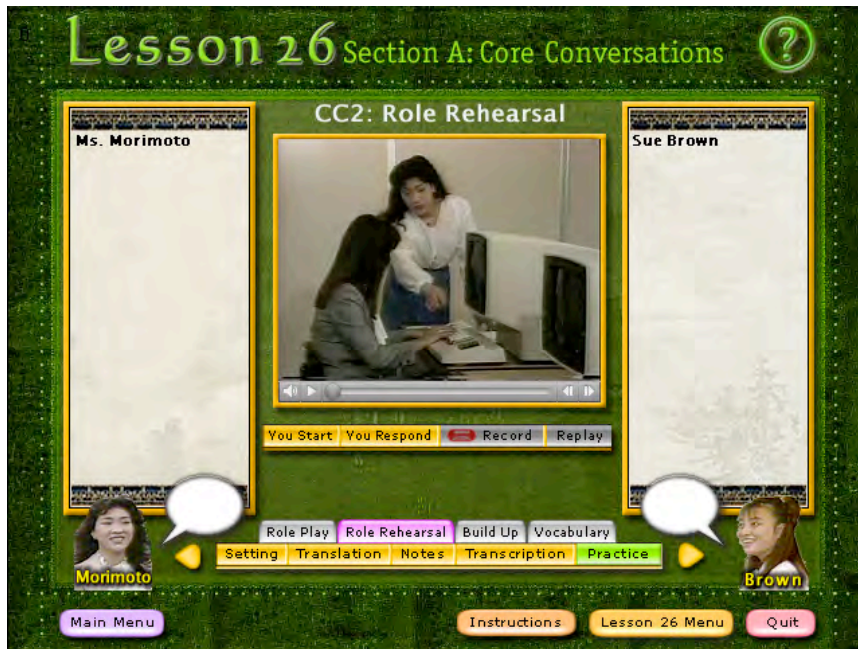 Lesson 26 Section A: Core Conversations
?
CC2: Role Rehearsal
Ms. Morimoto
Sue Brown
You Start
You Respond
Record
Replay
Role Play
Role Rehearsal
Build Up
Vocabulary
Setting
Translation
Notes
Transcription
Practice
Morimoto
Brown
Main Menu
Instructions
Lesson 26 Menu
Quit